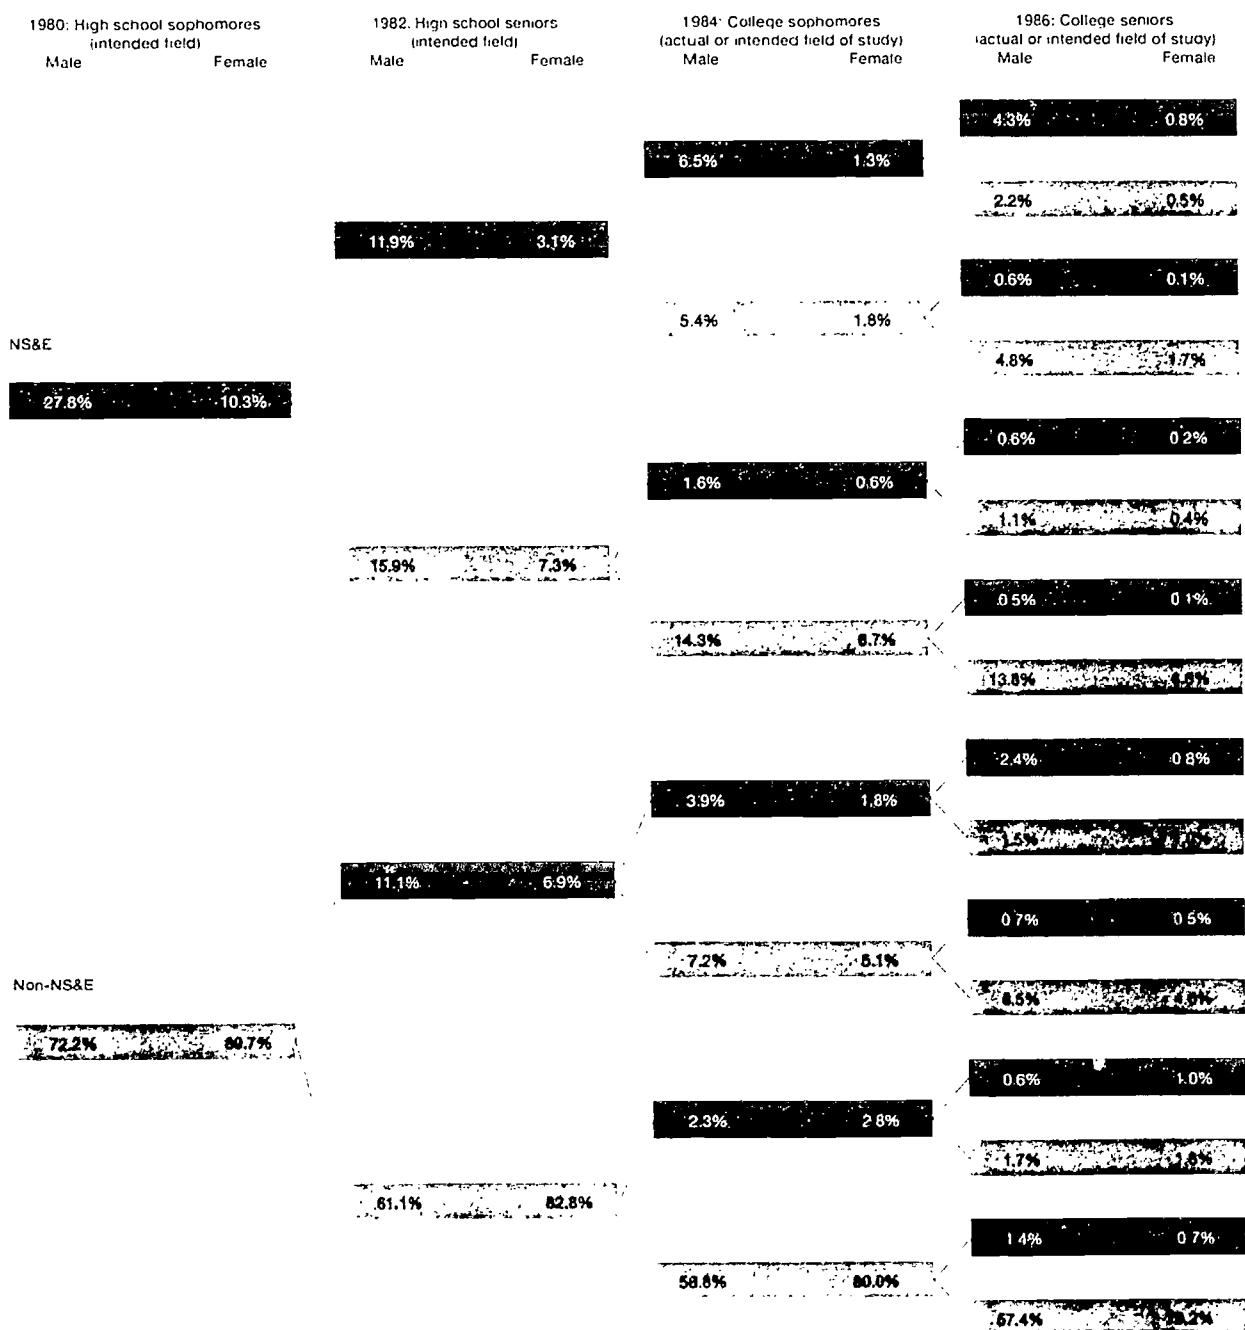 1980: High school sophomores
(intended field)
Male Female
1982. High school seniors
(intended field)
Male Female
1984: College sophomores
(actual or intended field of study)
Male Female
1986: College seniors
(actual or intended field of study)
Male Female
4.3% 0.8%
6.5% 1.3%
2.2% 0.5%
11.9% 3.1%
0.6% 0.1%
5.4% 1.8%
NS&E
4.8% 1.7%
27.8% 10.3%
0.6% 0.2%
1.6% 0.6%
1.1% 0.4%
15.9% 7.3%
0.5% 0.1%
14.3% 6.7%
13.8%
2.4% 0.8%
3.9% 1.8%
11.1% 6.9%
0.7% 0.5%
7.2% 5.1%
Non-NS&E
6.5%
72.2% 89.7%
0.6% 1.0%
2.3% 2.8%
1.7%
61.1% 82.8%
1.4% 0.7%
80.0%
57.4%